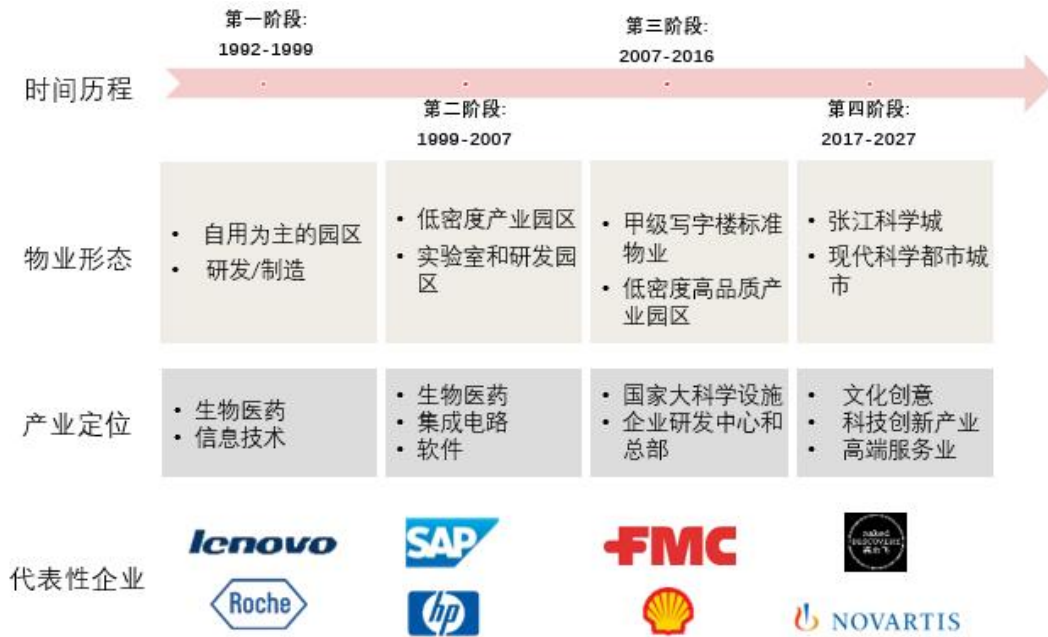 第一阶段:
1992-1999
第三阶段:
2007-2016
时间历程
第二阶段:
1999-2007
第四阶段:
2017-2027
物业形态
• 自用为主的园区
• 研发/制造
• 低密度产业园区
• 实验室和研发园
区
• 甲级写字楼标准
物业
• 低密度高品质产
业园区
• 张江科学城
• 现代科学都市城
市
产业定位
• 生物医药
• 信息技术
• 生物医药
• 集成电路
• 软件
• 国家大科学设施
• 企业研发中心和
总部
• 文化创意
• 科技创新产业
• 高端服务业
代表性企业
lenovo
SAP
FMC
naked
DISCOVERY
Roche
hp
NOVARTIS